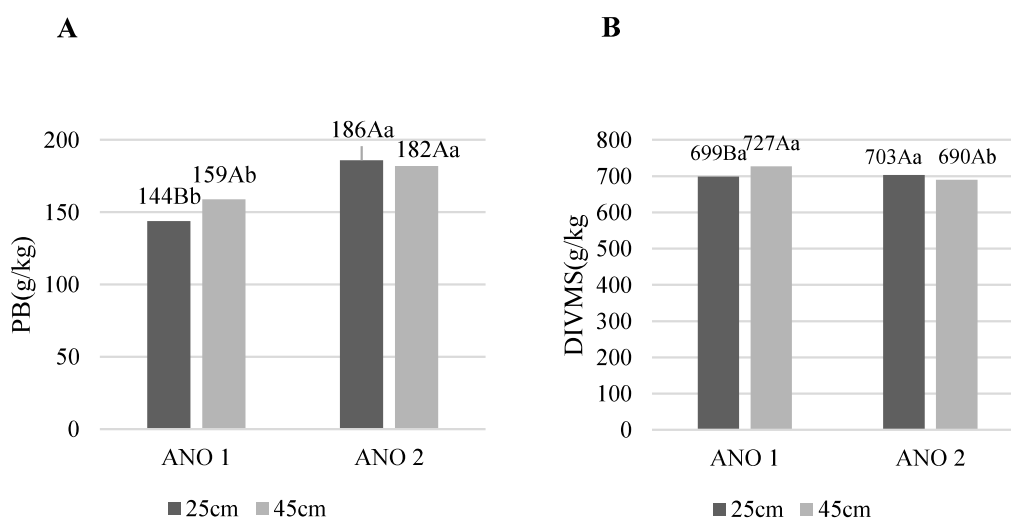 A
PB(g/kg)
200
150
100
50
0
144Bb
159Ab
186Aa
182Aa
ANO 1
ANO 2
25cm
45cm
B
DIVMS(g/kg
800
700
600
500
400
300
200
100
0
699Ba
727Aa
703Aa
690Ab
ANO 1
ANO 2
25cm
45cm